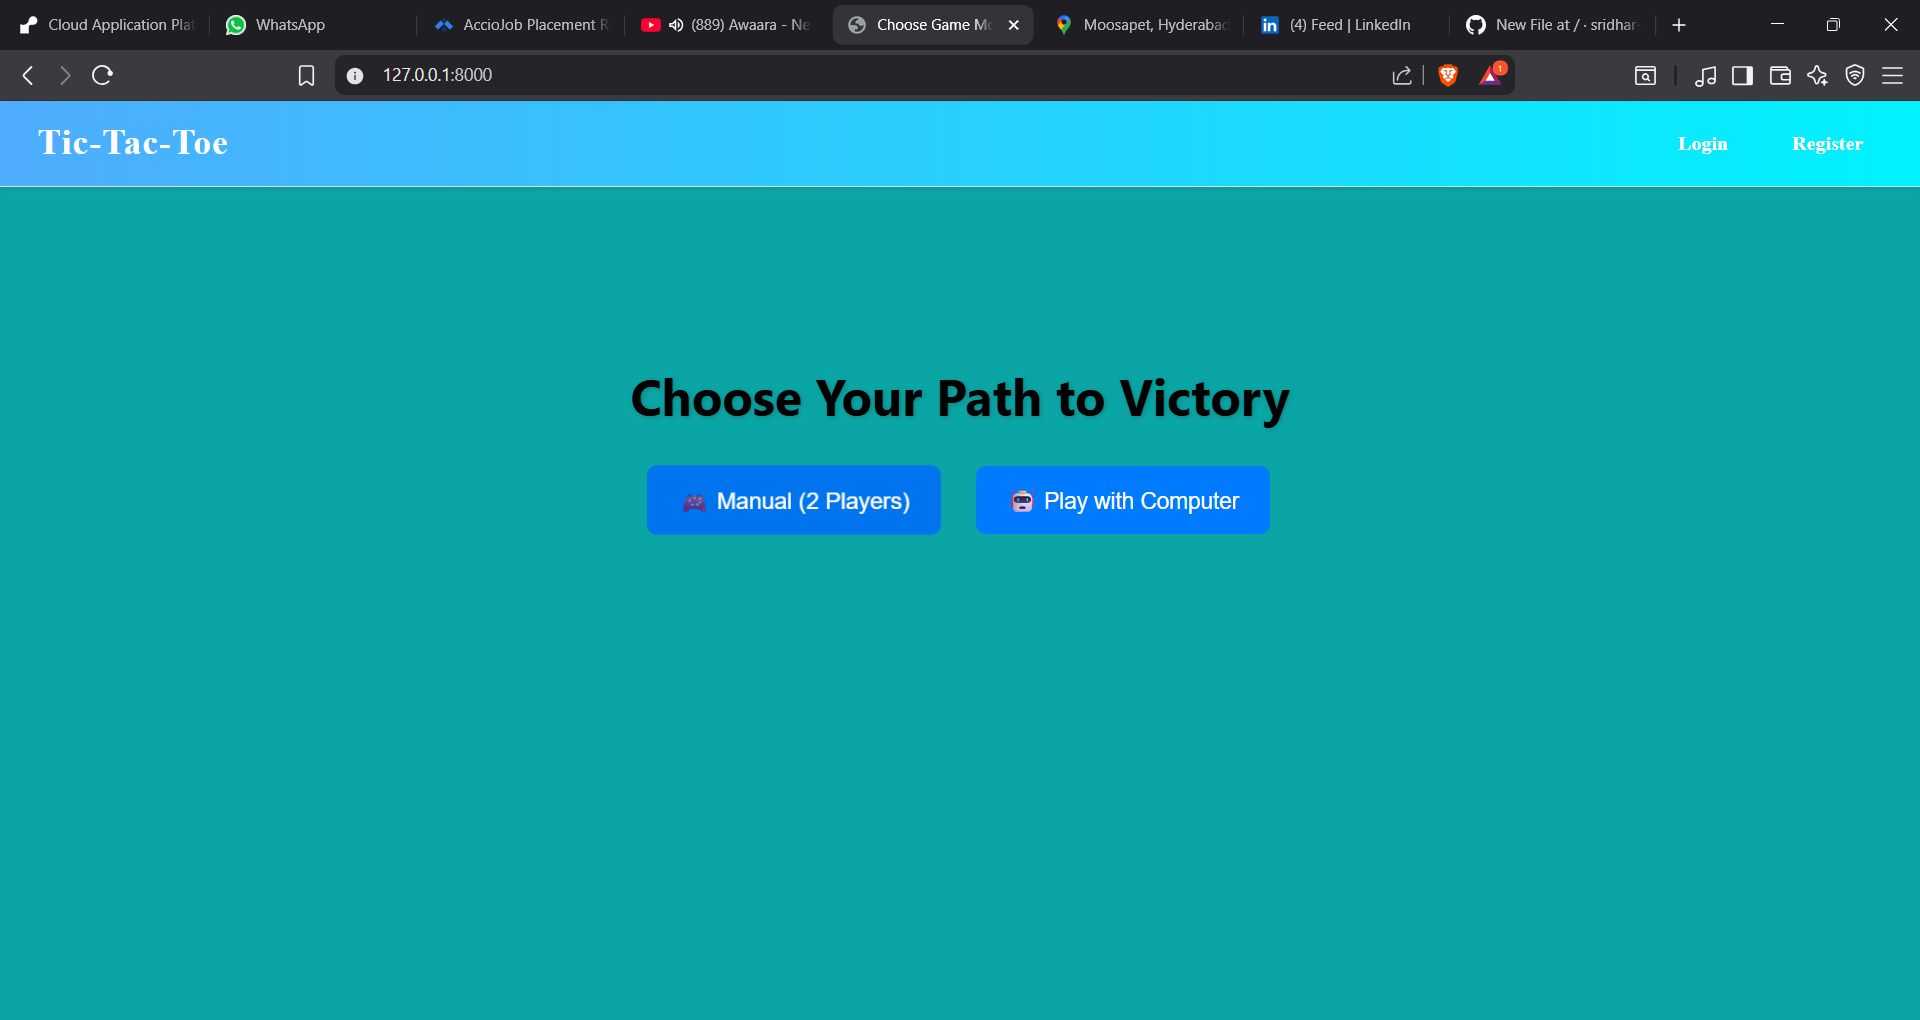 Cloud Application Pla
WhatsApp
AccioJob Placement R
(889) Awaara - Ne
Choose Game Mo
Moosapet, Hyderabad
(4) Feed | LinkedIn
New File at / · sridhar-
127.0.0.1:8000
1
Tic-Tac-Toe
Login
Register
Choose Your Path to Victory
🎮 Manual (2 Players)
🤖 Play with Computer